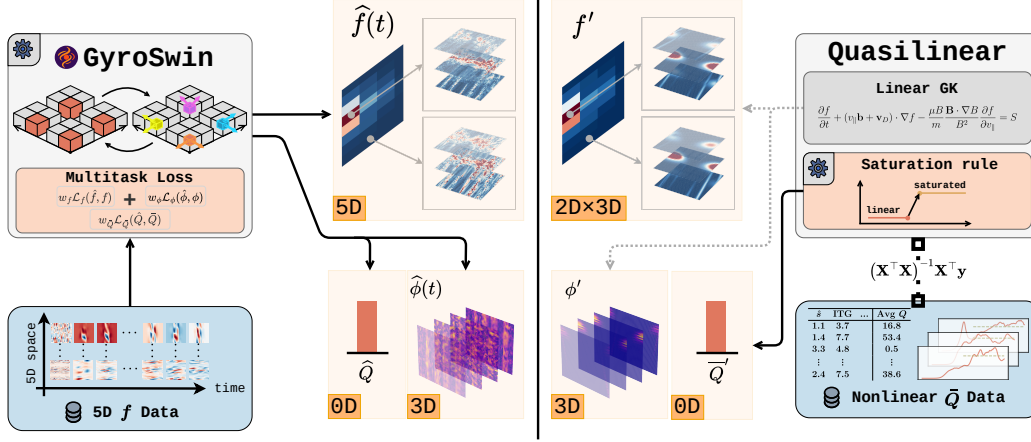 GyroSwin
Multitask Loss
w_f ℒ_f(f̂, f) + w_ϕ ℒ_ϕ(ϕ̂, ϕ)
w_Q̄ ℒ_Q̄(Q̂, Q̄)
5D space
time
5D f Data
f̂(t)
5D
Q̂
0D
ϕ̂(t)
3D
f′
2D×3D
ϕ′
3D
Q̄′
0D
Quasilinear
Linear GK
∂f/∂t + (v∥b + v_D) · ∇f − μB/m B · ∇B/B² ∂f/∂v∥ = S
Saturation rule
saturated
linear
(X⊤X)⁻¹X⊤y
ŝ ITG ... Avg Q
1.1 3.7 16.8
1.4 7.7 53.4
3.3 4.8 0.5
⋮ ⋮ ⋮
2.4 7.5 38.6
Nonlinear Q̄ Data